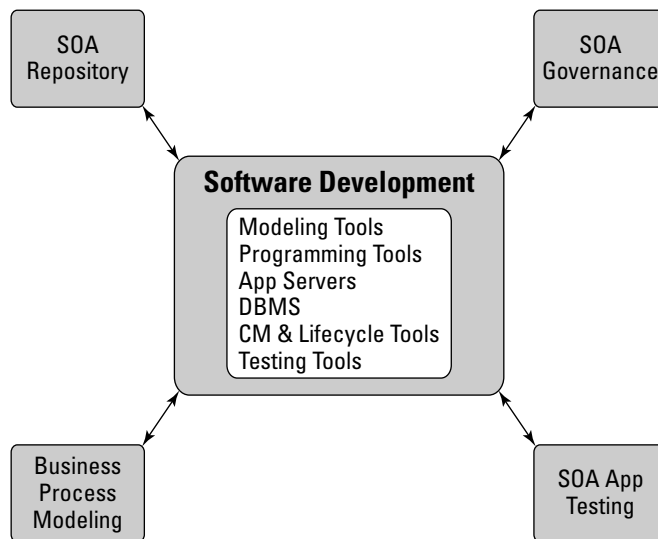 SOA
Repository
SOA
Governance
Software Development
Modeling Tools
Programming Tools
App Servers
DBMS
CM & Lifecycle Tools
Testing Tools
Business
Process
Modeling
SOA App
Testing